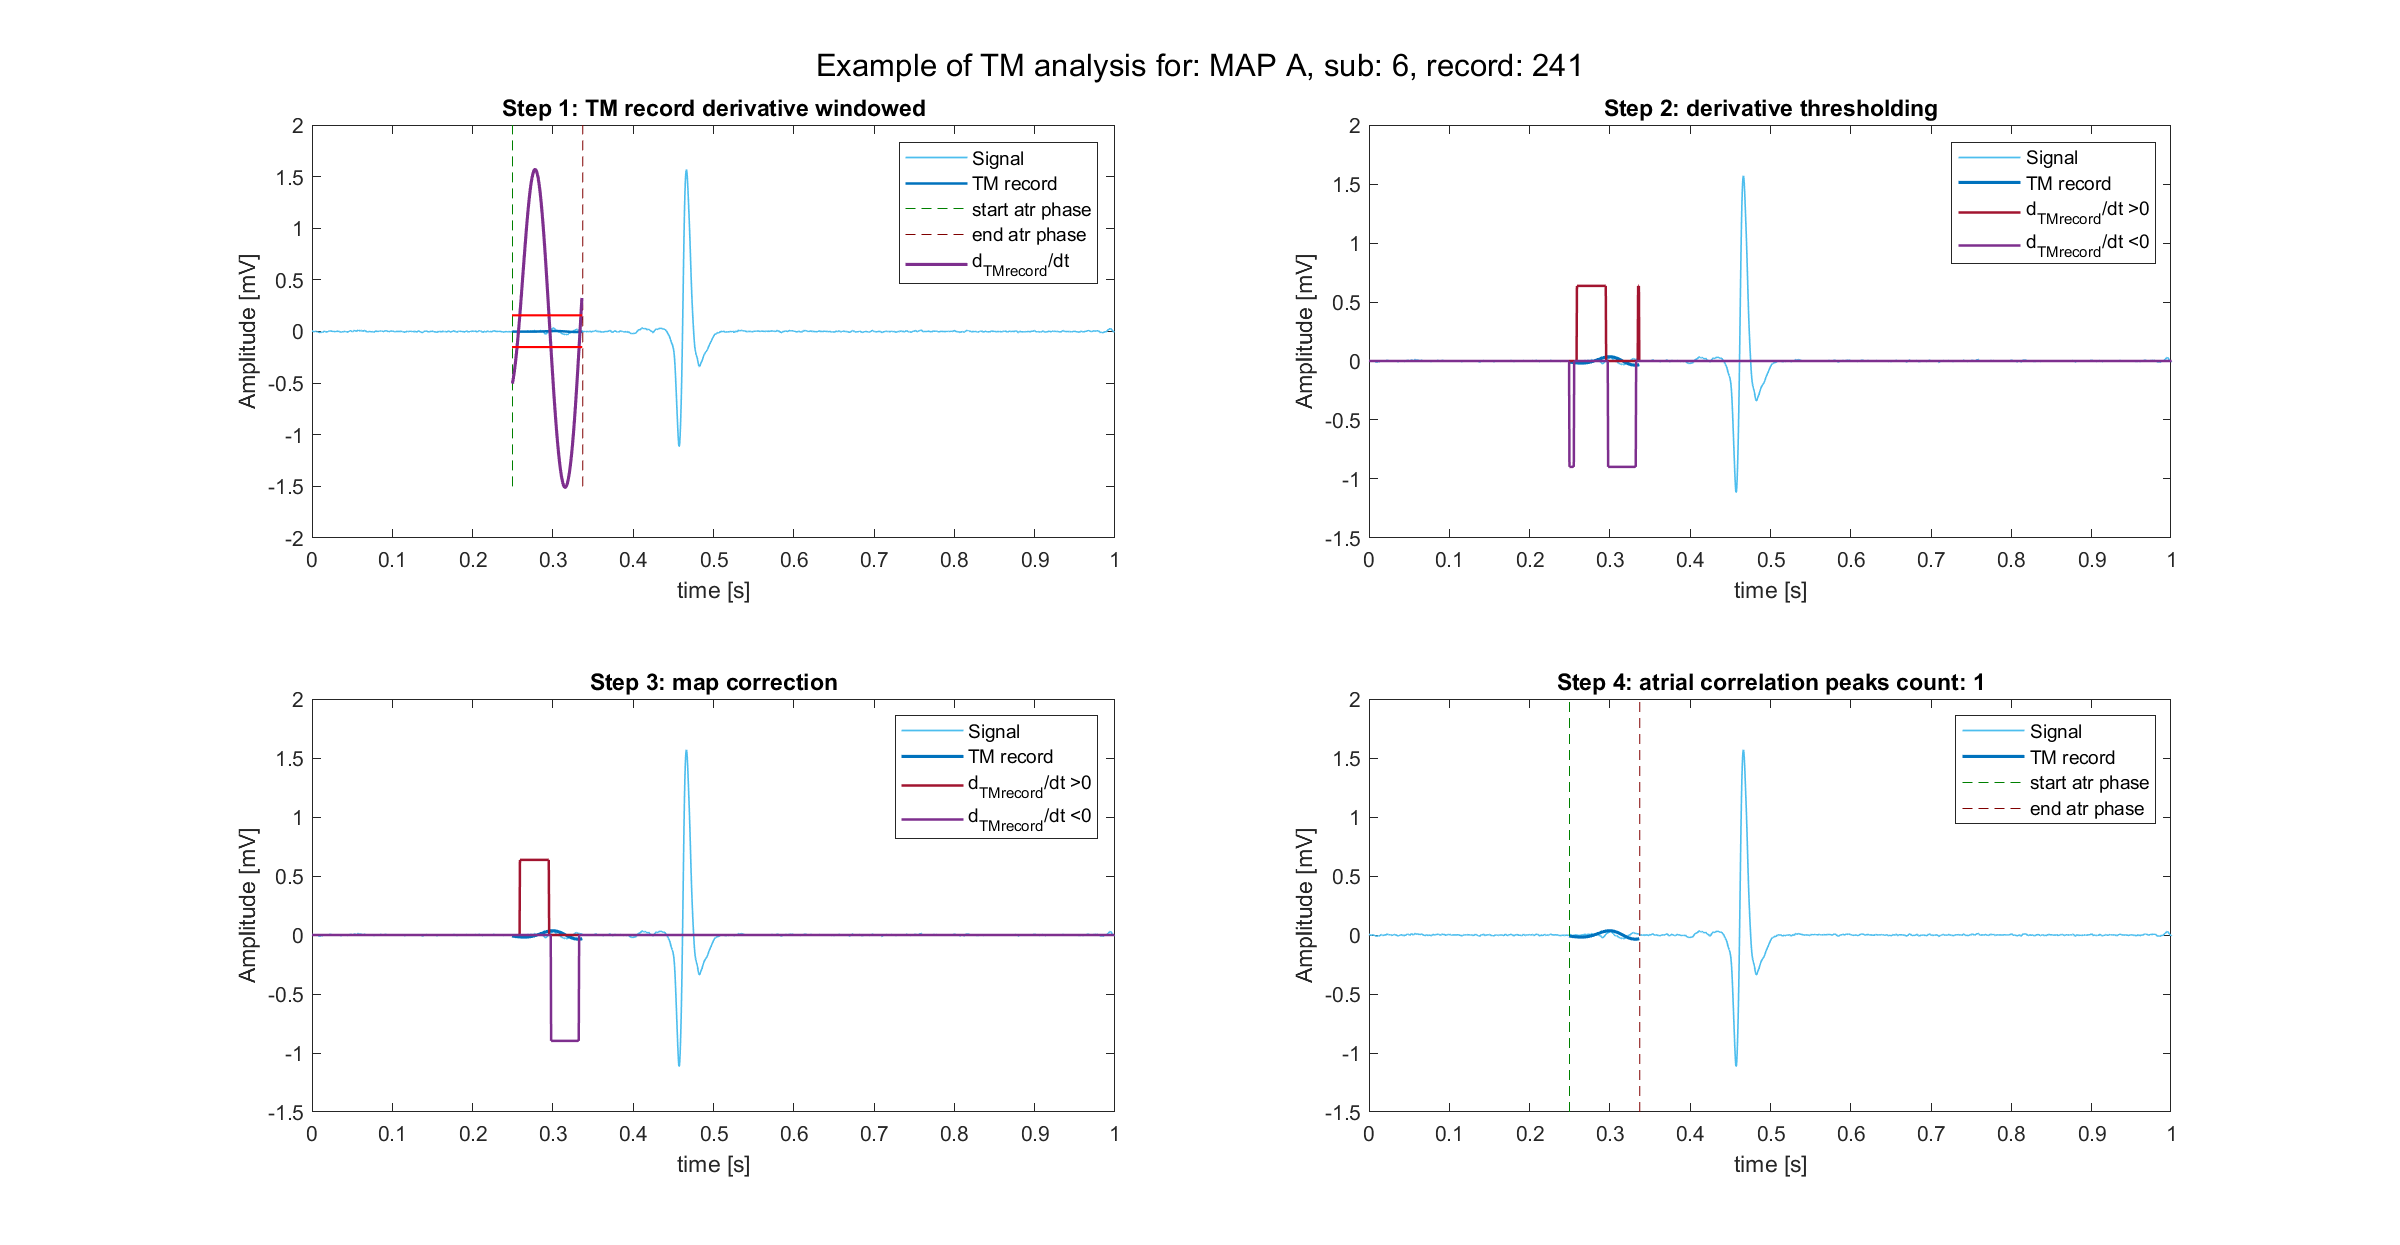 Example of TM analysis for: MAP A, sub: 6, record: 241
Step 1: TM record derivative windowed
2
1.5
1
0.5
0
-0.5
-1
-1.5
-2
Amplitude [mV]
Signal
TM record
start atr phase
end atr phase
dTMrecord/dt
0 0.1 0.2 0.3 0.4 0.5 0.6 0.7 0.8 0.9 1
time [s]
Step 2: derivative thresholding
2
1.5
1
0.5
0
-0.5
-1
-1.5
Amplitude [mV]
Signal
TM record
dTMrecord/dt >0
dTMrecord/dt <0
0 0.1 0.2 0.3 0.4 0.5 0.6 0.7 0.8 0.9 1
time [s]
Step 3: map correction
2
1.5
1
0.5
0
-0.5
-1
-1.5
Amplitude [mV]
Signal
TM record
dTMrecord/dt >0
dTMrecord/dt <0
0 0.1 0.2 0.3 0.4 0.5 0.6 0.7 0.8 0.9 1
time [s]
Step 4: atrial correlation peaks count: 1
2
1.5
1
0.5
0
-0.5
-1
-1.5
Amplitude [mV]
Signal
TM record
start atr phase
end atr phase
0 0.1 0.2 0.3 0.4 0.5 0.6 0.7 0.8 0.9 1
time [s]